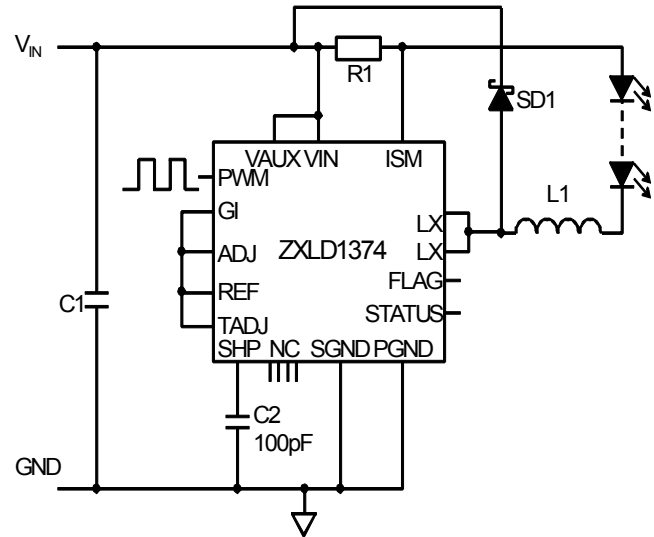 VIN
R1
SD1
VAUX VIN ISM
PWM
GI
L1
LX
ADJ
ZXLD1374
LX
REF
FLAG
C1
TADJ
STATUS
SHP NC SGND PGND
C2
100pF
GND